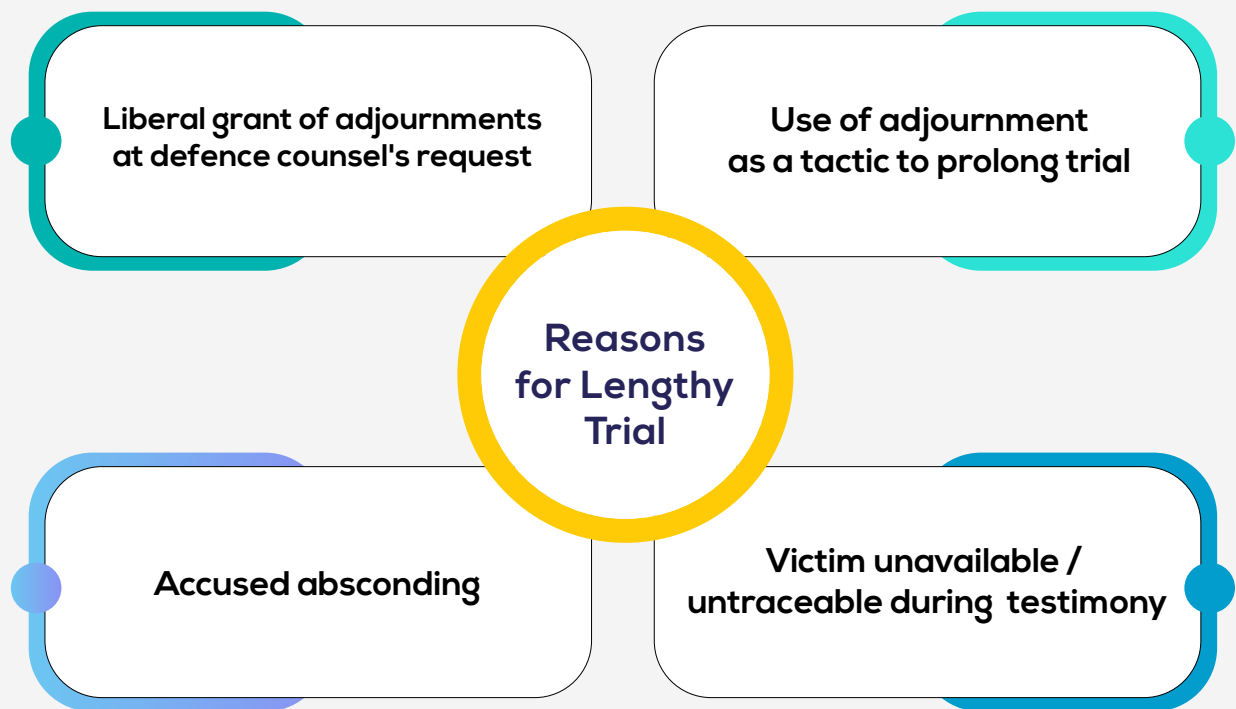 Liberal grant of adjournments
at defence counsel's request
Use of adjournment
as a tactic to prolong trial
Reasons
for Lengthy
Trial
Accused absconding
Victim unavailable /
untraceable during testimony